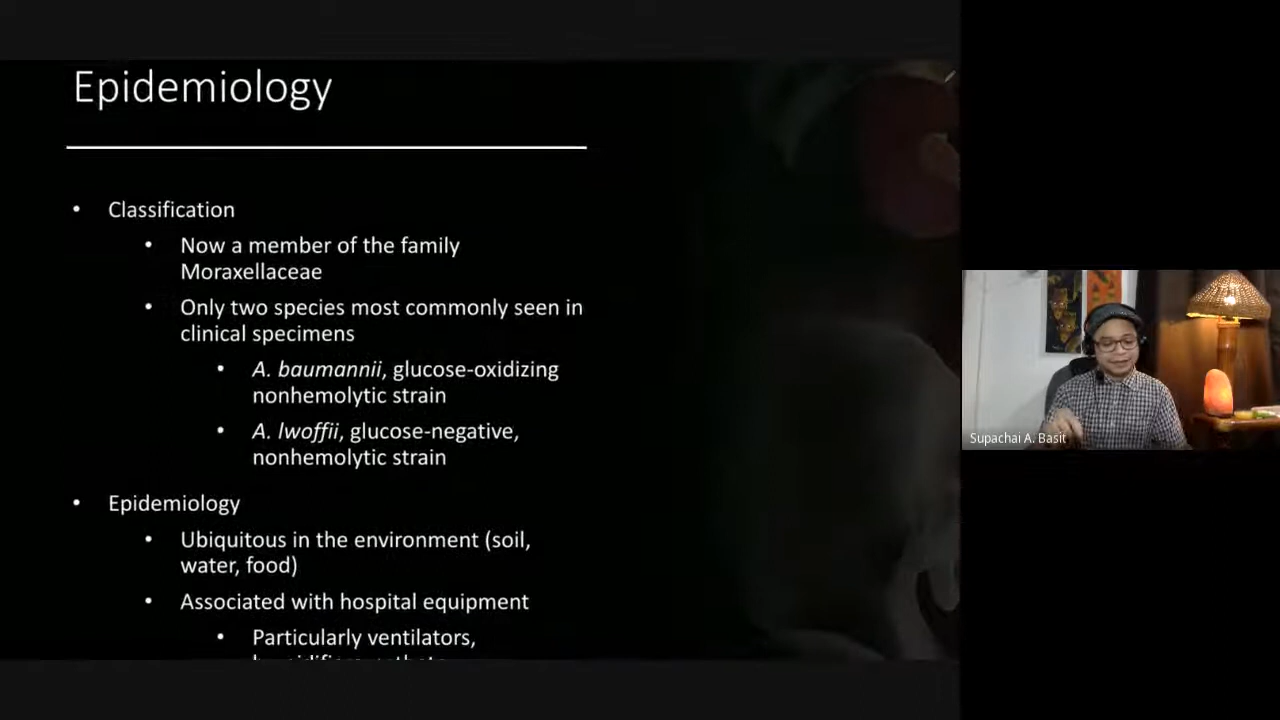 Epidemiology
• Classification
• Now a member of the family
Moraxellaceae
• Only two species most commonly seen in
clinical specimens
• A. baumannii, glucose-oxidizing
nonhemolytic strain
• A. lwoffii, glucose-negative,
nonhemolytic strain
• Epidemiology
• Ubiquitous in the environment (soil,
water, food)
• Associated with hospital equipment
• Particularly ventilators,
Supachai A. Basit